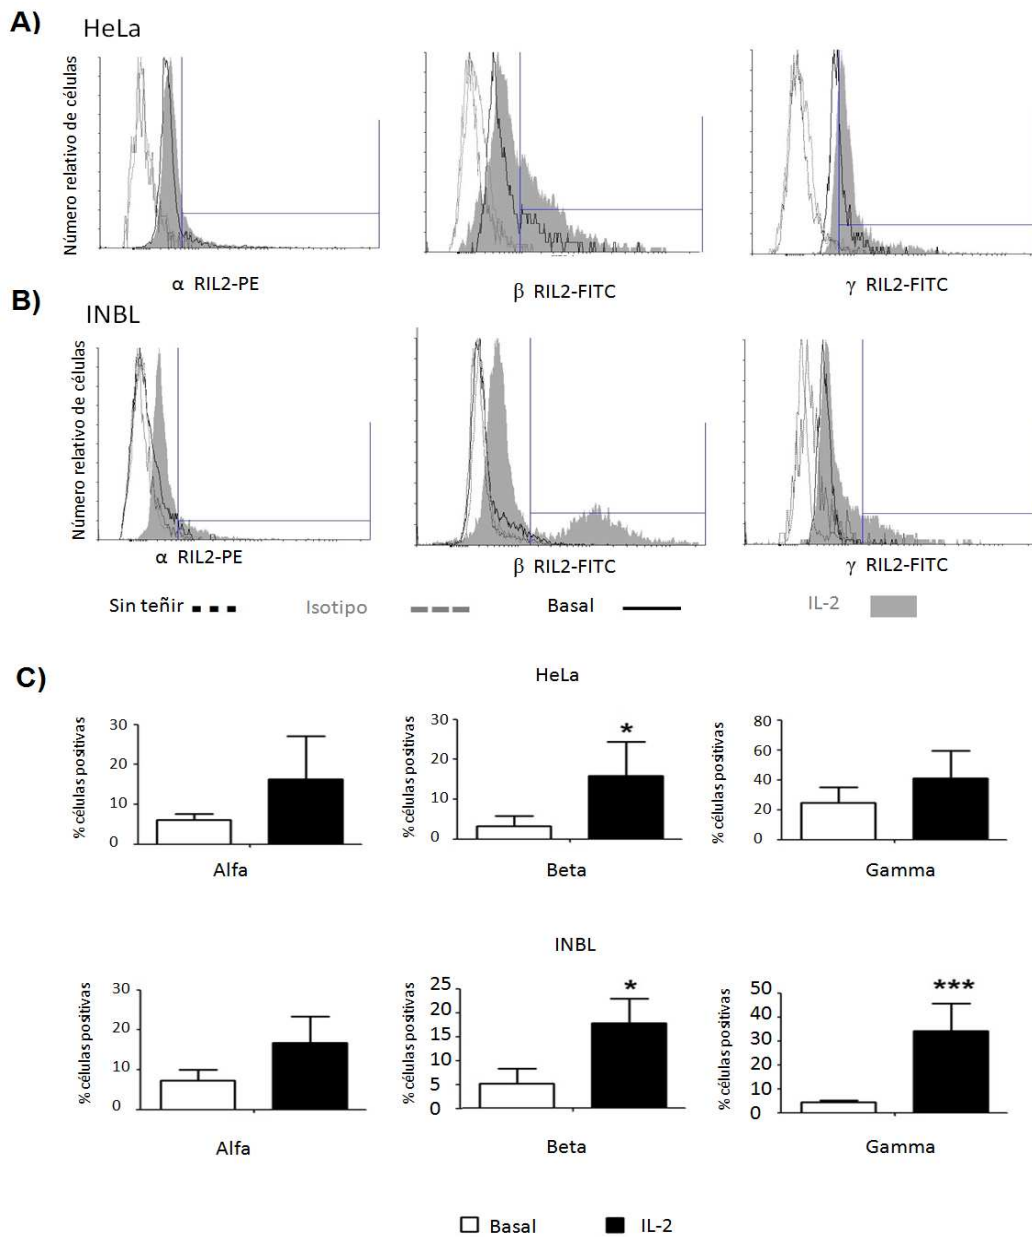 A)
HeLa
Número relativo de células
α RIL2-PE
β RIL2-FITC
γ RIL2-FITC
B)
INBL
Número relativo de células
α RIL2-PE
β RIL2-FITC
γ RIL2-FITC
Sin teñir
Isotipo
Basal
IL-2
C)
HeLa
% células positivas
30
20
10
0
Alfa
% células positivas
30
20
10
0
*
Beta
% células positivas
80
60
40
20
0
Gamma
INBL
% células positivas
30
20
10
0
Alfa
% células positivas
25
20
15
10
5
0
*
Beta
% células positivas
50
40
30
20
10
0
***
Gamma
Basal
IL-2